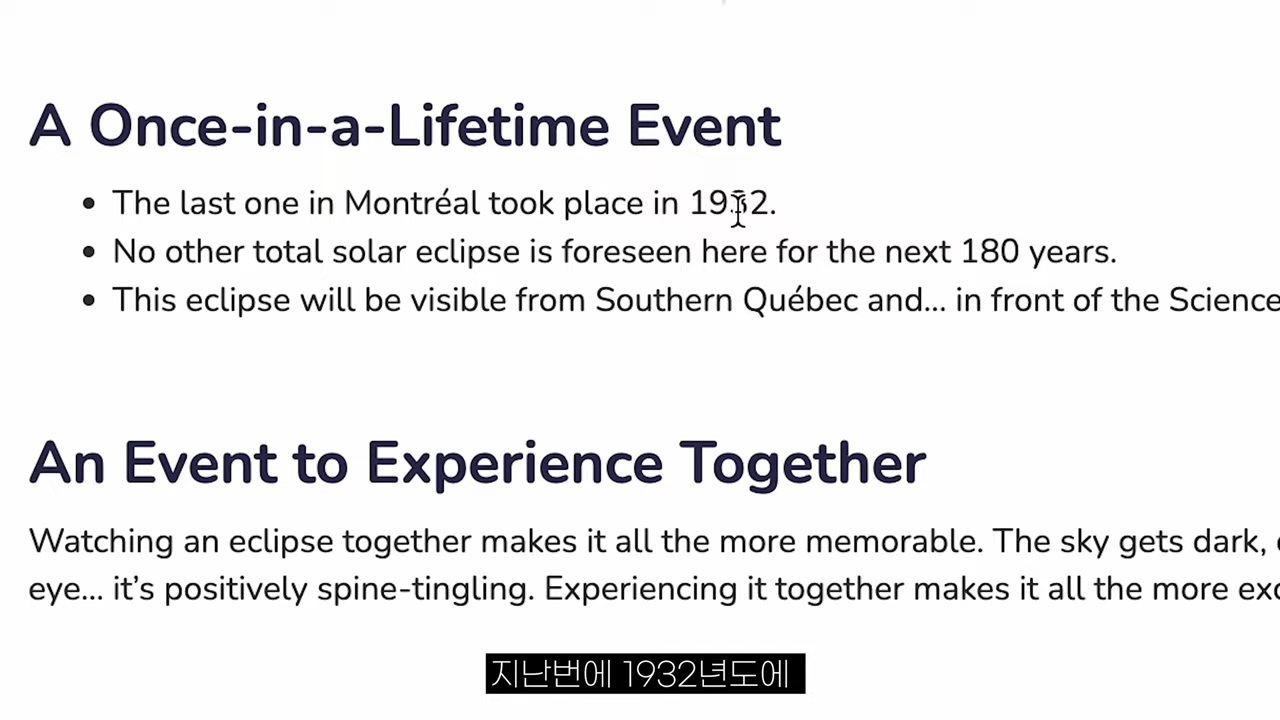 A Once-in-a-Lifetime Event
• The last one in Montréal took place in 1932.
• No other total solar eclipse is foreseen here for the next 180 years.
• This eclipse will be visible from Southern Québec and... in front of the Science
An Event to Experience Together
Watching an eclipse together makes it all the more memorable. The sky gets dark,
eye... it’s positively spine-tingling. Experiencing it together makes it all the more
지난번에 1932년도에